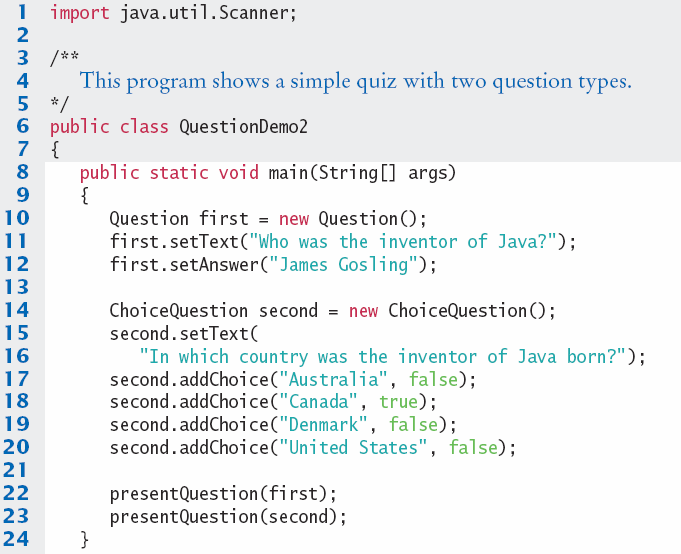 1 import java.util.Scanner;
2
3 /**
4 This program shows a simple quiz with two question types.
5 */
6 public class QuestionDemo2
7 {
8 public static void main(String[] args)
9 {
10 Question first = new Question();
11 first.setText("Who was the inventor of Java?");
12 first.setAnswer("James Gosling");
13
14 ChoiceQuestion second = new ChoiceQuestion();
15 second.setText(
16 "In which country was the inventor of Java born?");
17 second.addChoice("Australia", false);
18 second.addChoice("Canada", true);
19 second.addChoice("Denmark", false);
20 second.addChoice("United States", false);
21
22 presentQuestion(first);
23 presentQuestion(second);
24 }